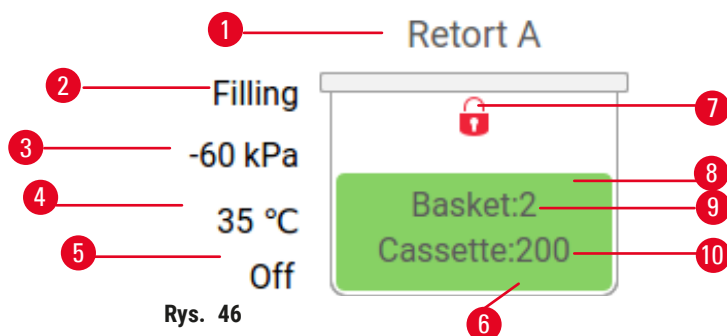 1
Retort A
2
Filling
7
3
-60 kPa
8
4
35 °C
Basket:2
9
5
Off
Cassette:200
10
6
Rys. 46